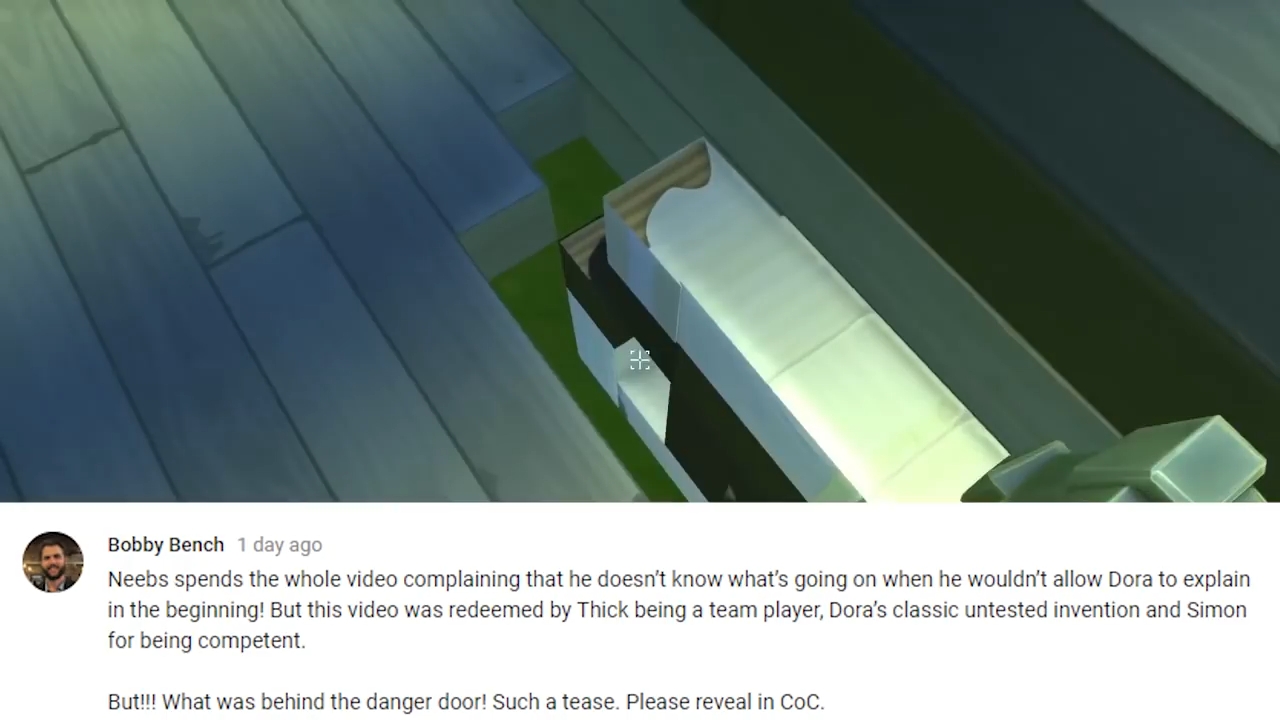 Bobby Bench 1 day ago
Neebs spends the whole video complaining that he doesn’t know what’s going on when he wouldn’t allow Dora to explain
in the beginning! But this video was redeemed by Thick being a team player, Dora’s classic untested invention and Simon
for being competent.
But!!! What was behind the danger door! Such a tease. Please reveal in CoC.